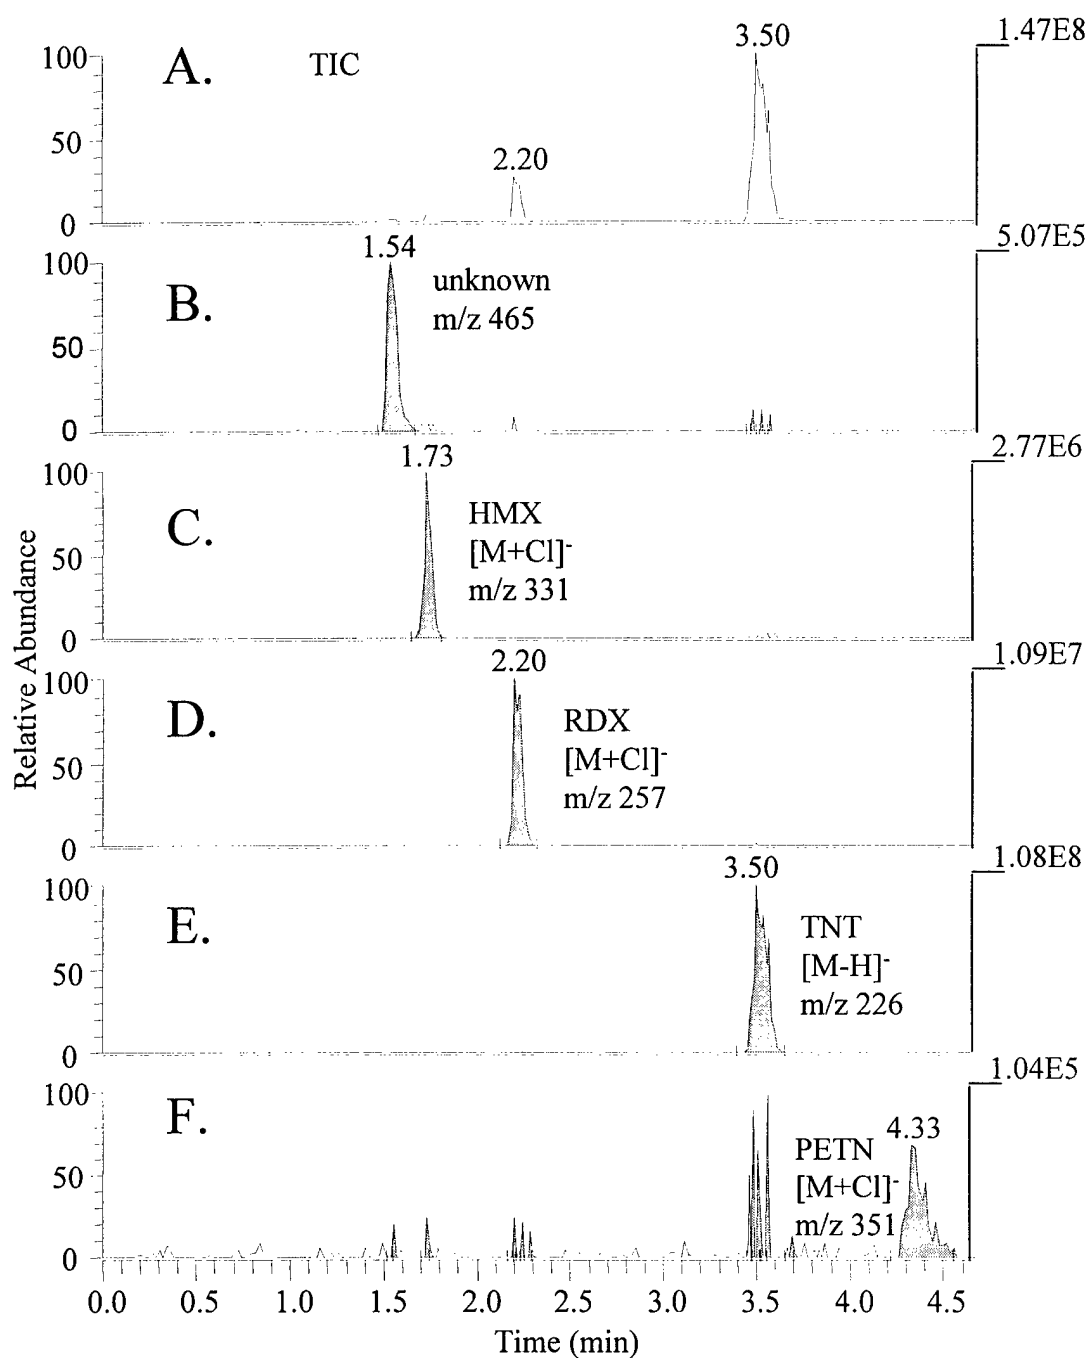 3.50
1.47E8
100
A.
TIC
50
2.20
0
1.54
5.07E5
100
B.
unknown
m/z 465
50
0
1.73
2.77E6
100
C.
HMX
[M+Cl]-
m/z 331
50
0
Relative Abundance
2.20
1.09E7
100
D.
RDX
[M+Cl]-
m/z 257
50
0
3.50
1.08E8
100
E.
TNT
[M-H]-
m/z 226
50
0
1.04E5
100
F.
4.33
PETN
[M+Cl]-
m/z 351
50
0
0.0 0.5 1.0 1.5 2.0 2.5 3.0 3.5 4.0 4.5
Time (min)